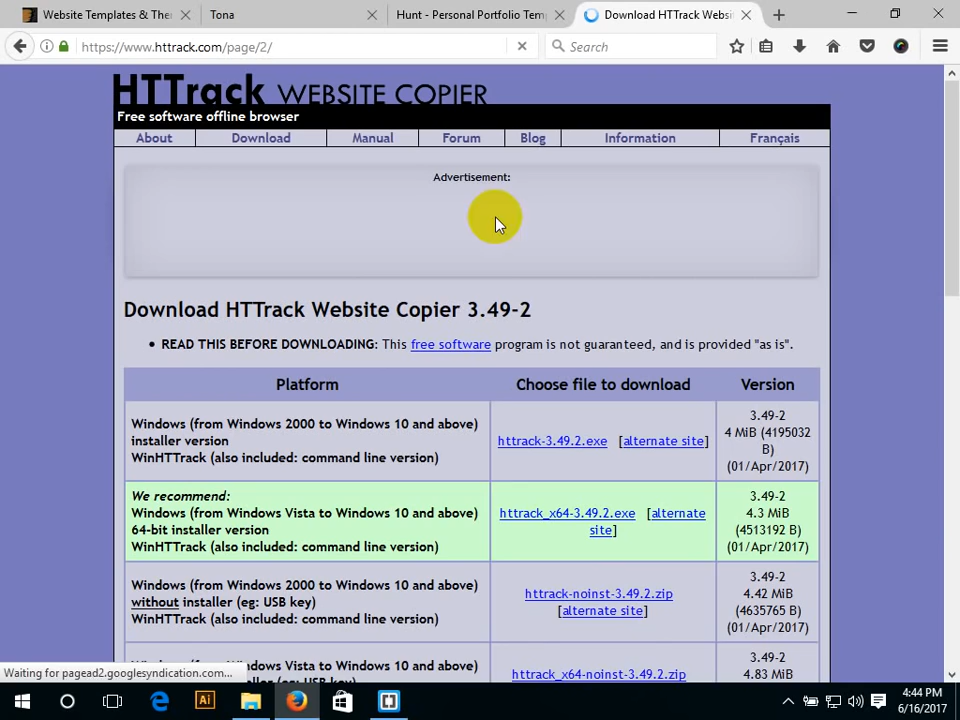 Website Templates & The
Tona
Hunt - Personal Portfolio Temp
Download HTTrack Websi
https://www.httrack.com/page/2/
Search
HTTrack WEBSITE COPIER
Free software offline browser
About
Download
Manual
Forum
Blog
Information
Français
Advertisement:
Download HTTrack Website Copier 3.49-2
• READ THIS BEFORE DOWNLOADING: This free software program is not guaranteed, and is provided "as is".
Platform
Choose file to download
Version
Windows (from Windows 2000 to Windows 10 and above)
installer version
WinHTTrack (also included: command line version)
httrack-3.49.2.exe [alternate site]
3.49-2
4 MiB (4195032
B)
(01/Apr/2017)
We recommend:
Windows (from Windows Vista to Windows 10 and above)
64-bit installer version
WinHTTrack (also included: command line version)
httrack_x64-3.49.2.exe [alternate
site]
3.49-2
4.3 MiB
(4513192 B)
(01/Apr/2017)
Windows (from Windows 2000 to Windows 10 and above)
without installer (eg: USB key)
WinHTTrack (also included: command line version)
httrack-noinst-3.49.2.zip
[alternate site]
3.49-2
4.42 MiB
(4635765 B)
(01/Apr/2017)
Windows (from Windows Vista to Windows 10 and above)
httrack_x64-noinst-3.49.2.zip
3.49-2
4.83 MiB
Waiting for pagead2.googlesyndication.com...
Ai
4:44 PM
6/16/2017